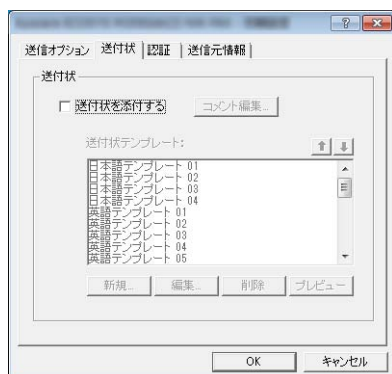 送信オプション 送付状 認証 送信元情報
送付状
送付状を添付する コメント編集...
送付状テンプレート:
日本語テンプレート 01
日本語テンプレート 02
日本語テンプレート 03
日本語テンプレート 04
英語テンプレート 01
英語テンプレート 02
英語テンプレート 03
英語テンプレート 04
英語テンプレート 05
新規... 編集... 削除 プレビュー
OK キャンセル